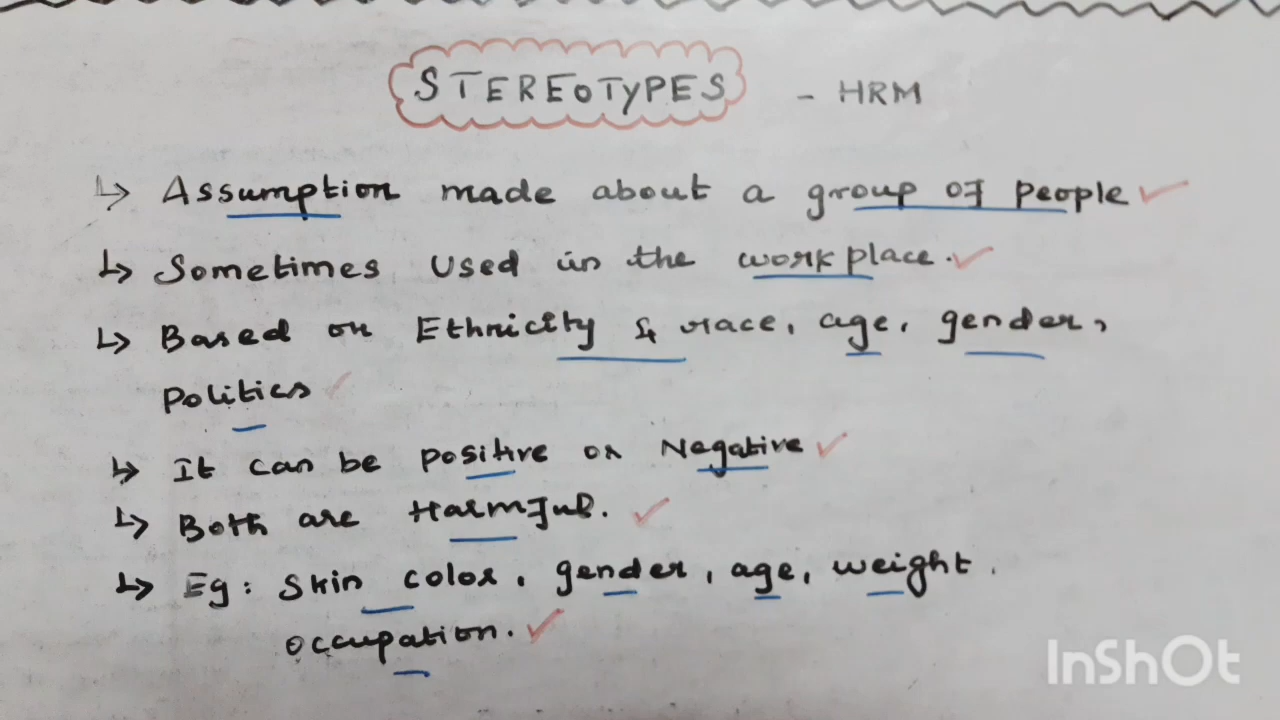 STEREOTYPES - HRM
↳ Assumption made about a group of people
↳ Sometimes Used in the workplace.
↳ Based on Ethnicity & race, age, gender,
Politics
↳ It can be positive or Negative
↳ Both are Harmful.
↳ Eg: Skin color, gender, age, weight.
occupation.
InShOt